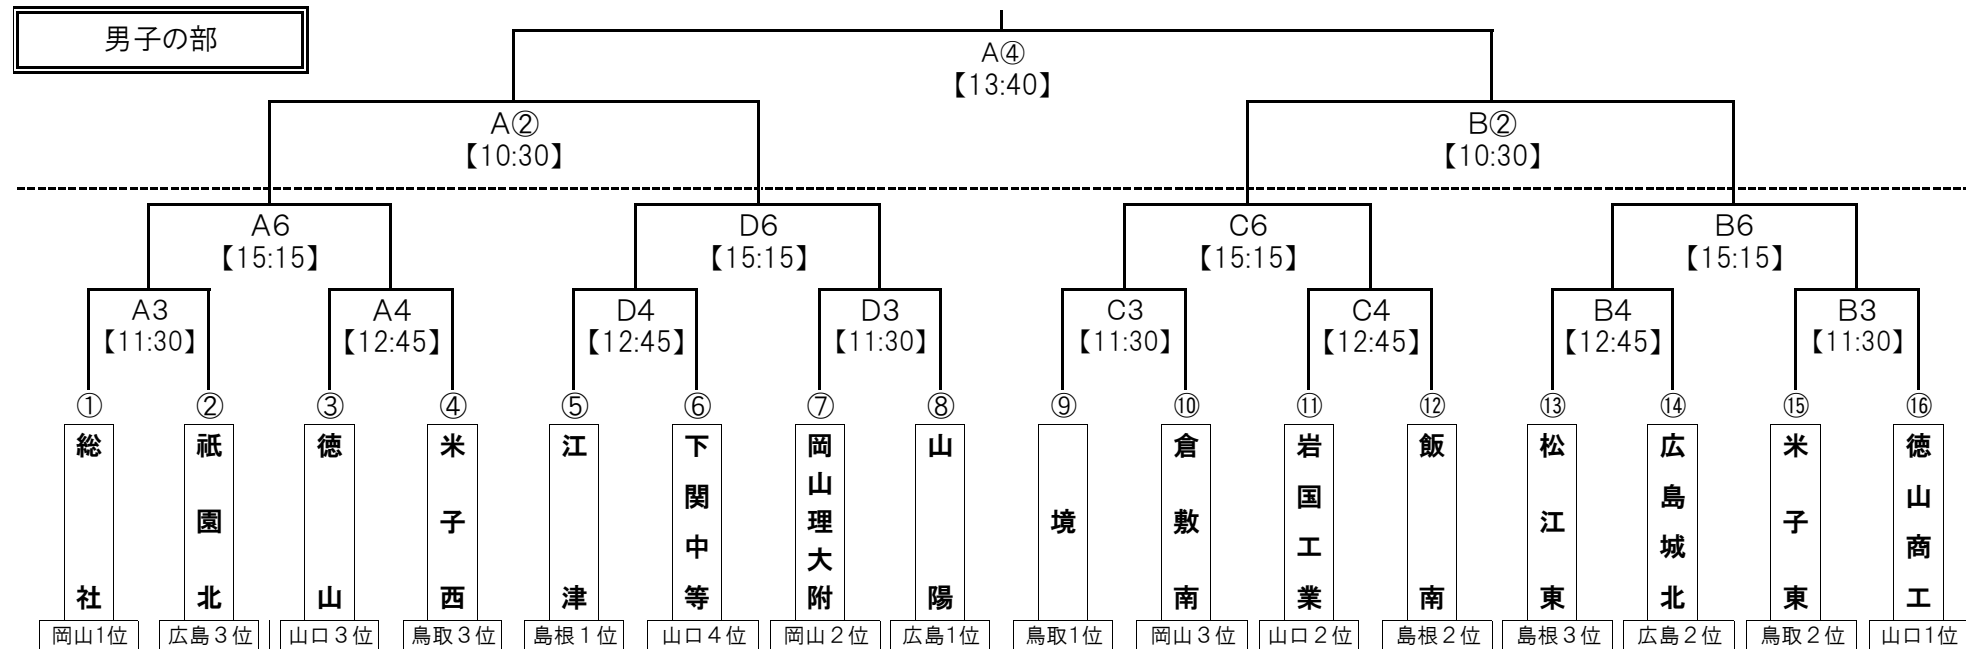 男子の部
A④
【13:40】
A②
【10:30】
B②
【10:30】
A6
【15:15】
D6
【15:15】
C6
【15:15】
B6
【15:15】
A3
【11:30】
A4
【12:45】
D4
【12:45】
D3
【11:30】
C3
【11:30】
C4
【12:45】
B4
【12:45】
B3
【11:30】
①
②
③
④
⑤
⑥
⑦
⑧
⑨
⑩
⑪
⑫
⑬
⑭
⑮
⑯
総社
祇園北
徳山
米子西
江津
下関中等
岡山理大附
山陽
境
倉敷南
岩国工業
飯南
松江東
広島城北
米子東
徳山商工
岡山1位
広島３位
山口３位
鳥取３位
島根１位
山口４位
岡山２位
広島1位
鳥取1位
岡山３位
山口２位
島根２位
島根３位
広島２位
鳥取２位
山口1位